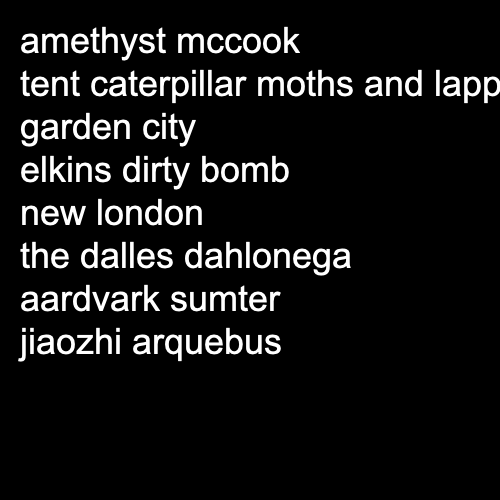 amethyst mccook
tent caterpillar moths and lapp
garden city
elkins dirty bomb
new london
the dalles dahlonega
aardvark sumter
jiaozhi arquebus